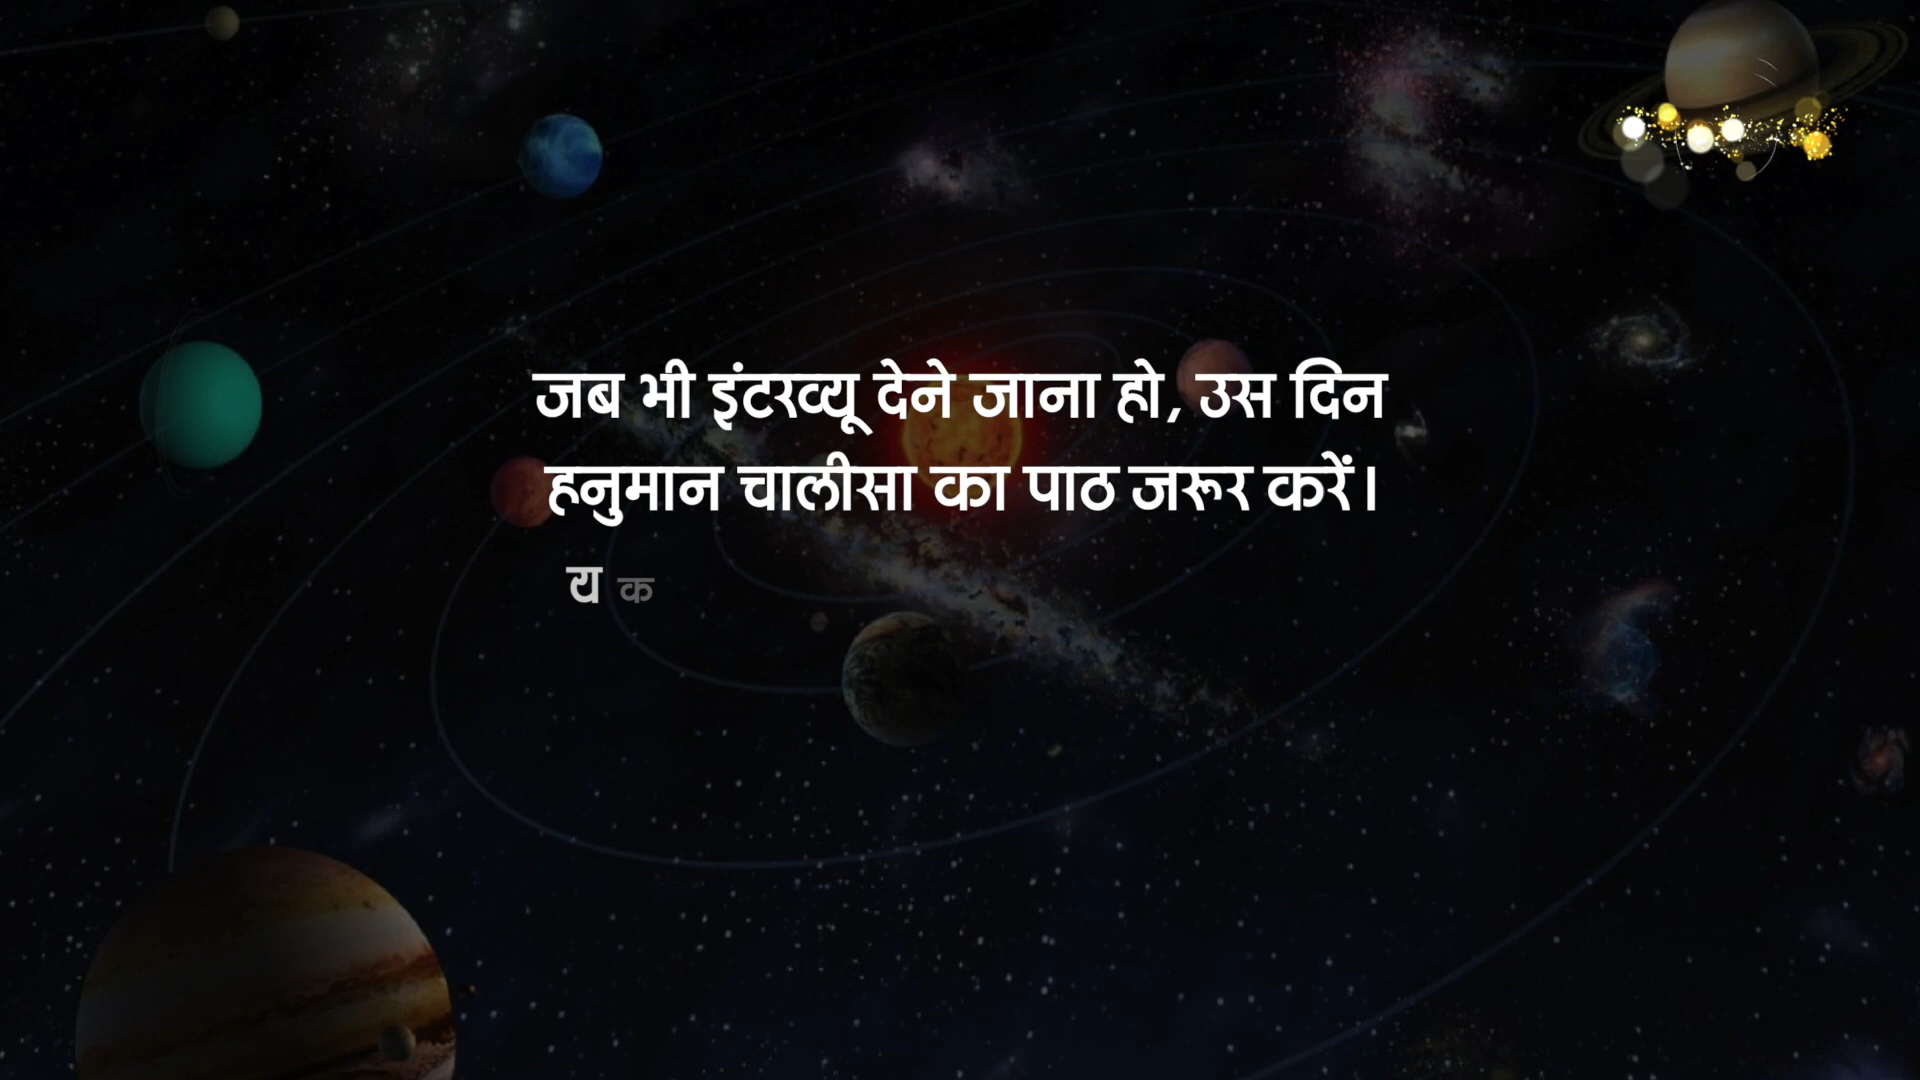 जब भी इंटरव्यू देने जाना हो, उस दिन
हनुमान चालीसा का पाठ जरूर करें।
य क